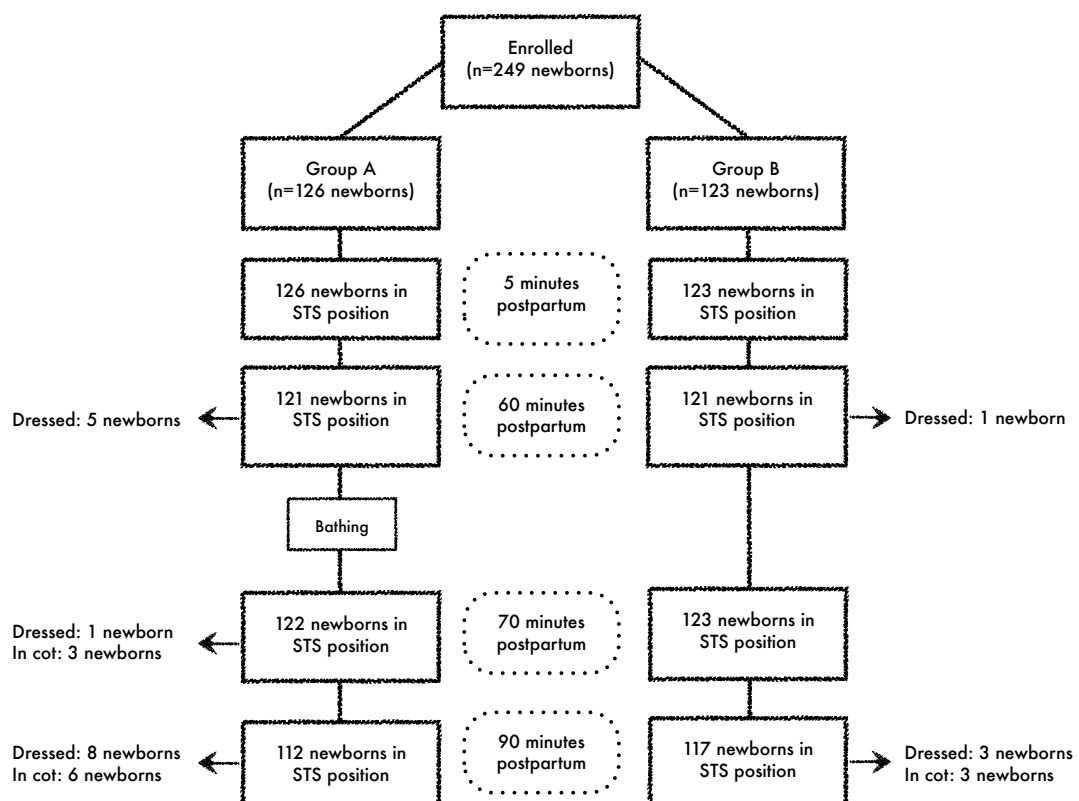 Enrolled
(n=249 newborns)
Group A
(n=126 newborns)
Group B
(n=123 newborns)
126 newborns in
STS position
5 minutes
postpartum
123 newborns in
STS position
Dressed: 5 newborns
121 newborns in
STS position
60 minutes
postpartum
121 newborns in
STS position
Dressed: 1 newborn
Bathing
Dressed: 1 newborn
In cot: 3 newborns
122 newborns in
STS position
70 minutes
postpartum
123 newborns in
STS position
Dressed: 8 newborns
In cot: 6 newborns
112 newborns in
STS position
90 minutes
postpartum
117 newborns in
STS position
Dressed: 3 newborns
In cot: 3 newborns